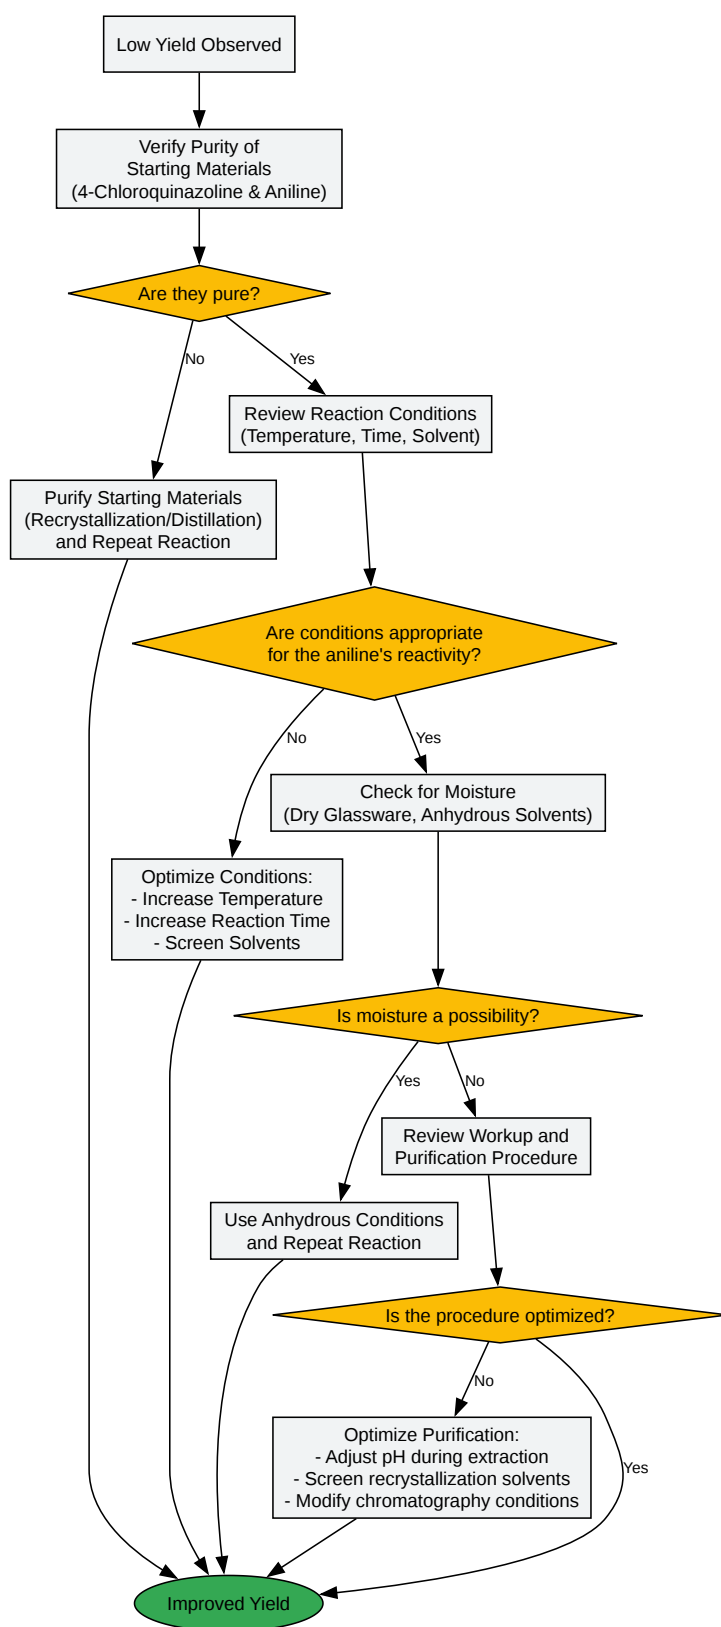 Low Yield Observed
Verify Purity of
Starting Materials
(4-Chloroquinazoline & Aniline)
Are they pure?
No
Yes
Review Reaction Conditions
(Temperature, Time, Solvent)
Purify Starting Materials
(Recrystallization/Distillation)
and Repeat Reaction
Are conditions appropriate
for the aniline's reactivity?
No
Yes
Check for Moisture
(Dry Glassware, Anhydrous Solvents)
Optimize Conditions:
- Increase Temperature
- Increase Reaction Time
- Screen Solvents
Is moisture a possibility?
Yes
No
Review Workup and
Purification Procedure
Use Anhydrous Conditions
and Repeat Reaction
Is the procedure optimized?
No
Yes
Optimize Purification:
- Adjust pH during extraction
- Screen recrystallization solvents
- Modify chromatography conditions
Improved Yield